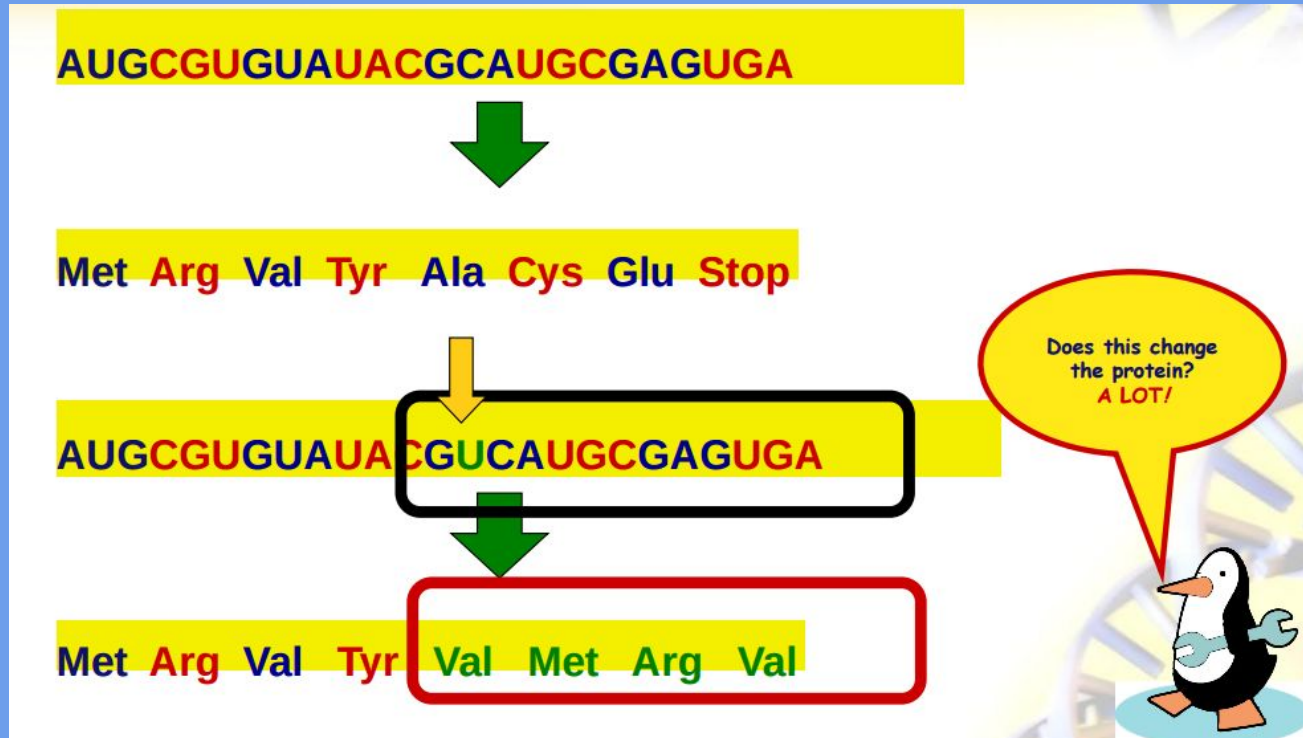 AUGCGUGUAUACGCAUGCGAGUGA
Met Arg Val Tyr Ala Cys Glu Stop
AUGCGUGUAUACGUCAUGCGAGUGA
Met Arg Val Tyr Val Met Arg Val
Does this change
the protein?
A LOT!